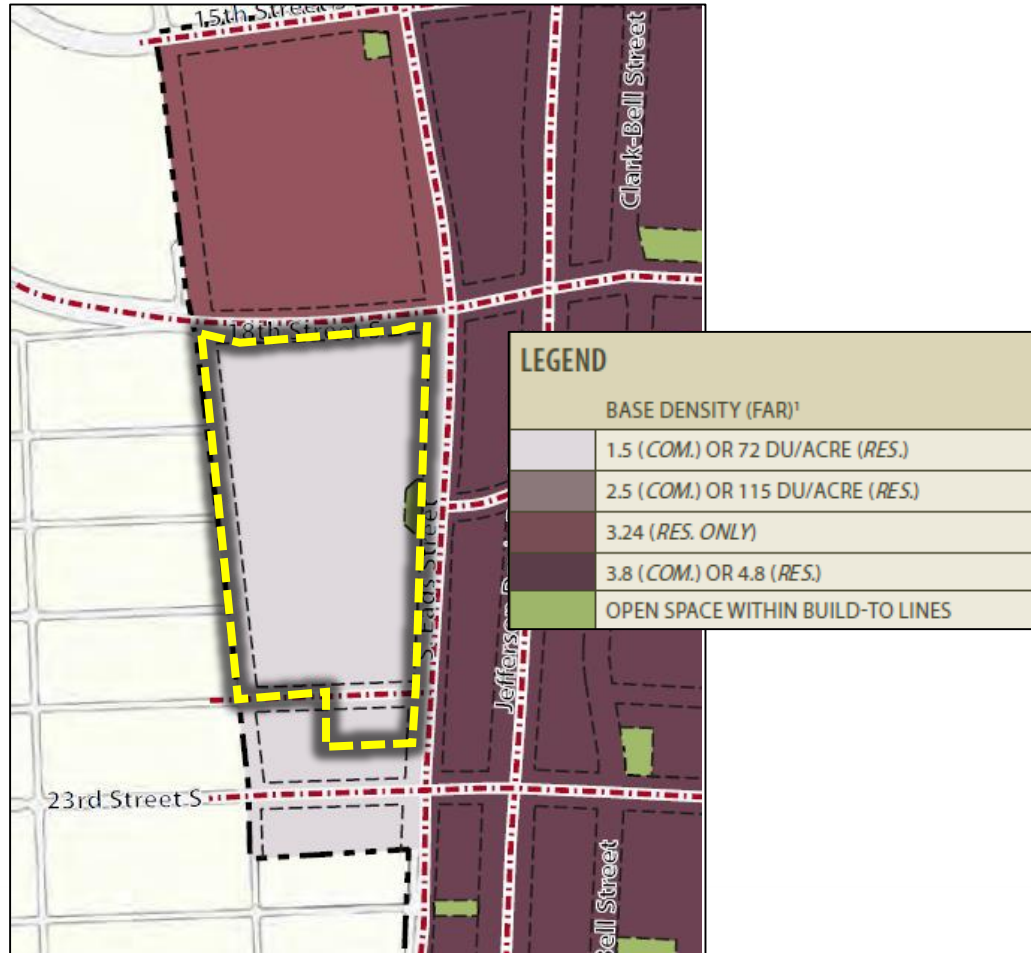 15th Street S
Clark-Bell Street
18th Street S
LEGEND
BASE DENSITY (FAR)¹
1.5 (COM.) OR 72 DU/ACRE (RES.)
2.5 (COM.) OR 115 DU/ACRE (RES.)
3.24 (RES. ONLY)
3.8 (COM.) OR 4.8 (RES.)
OPEN SPACE WITHIN BUILD-TO LINES
S. Eads Street
Jefferson
23rd Street S
Bell Street